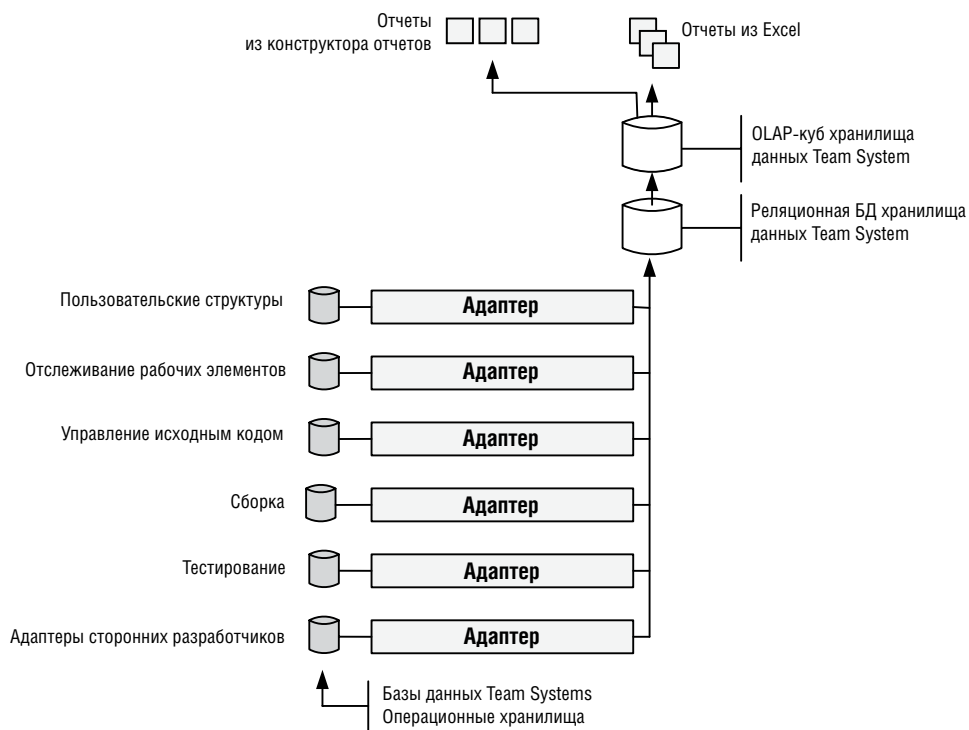 Отчеты
из конструктора отчетов
Отчеты из Excel
OLAP-куб хранилища
данных Team System
Реляционная БД хранилища
данных Team System
Пользовательские структуры
Адаптер
Отслеживание рабочих элементов
Адаптер
Управление исходным кодом
Адаптер
Сборка
Адаптер
Тестирование
Адаптер
Адаптеры сторонних разработчиков
Адаптер
Базы данных Team Systems
Операционные хранилища